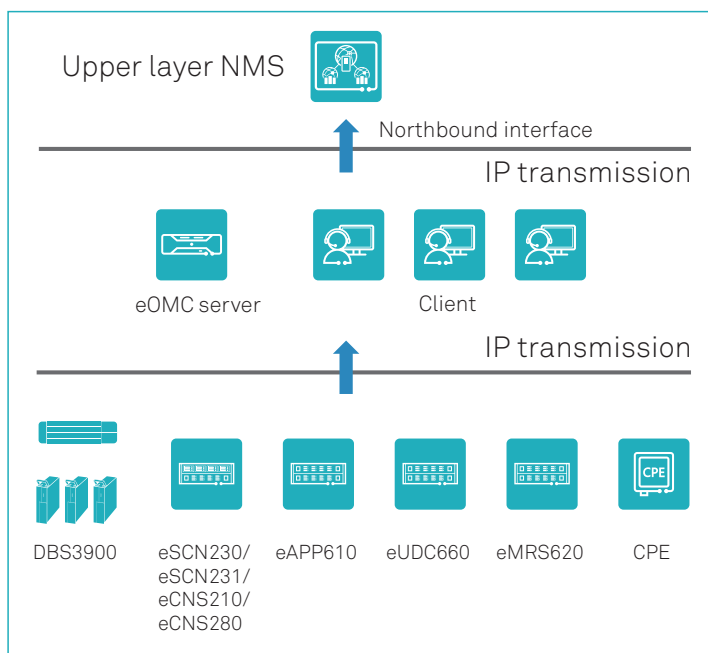 Upper layer NMS
Northbound interface
IP transmission
eOMC server
Client
IP transmission
CPE
DBS3900
eSCN230/
eSCN231/
eCNS210/
eCNS280
eAPP610
eUDC660
eMRS620
CPE